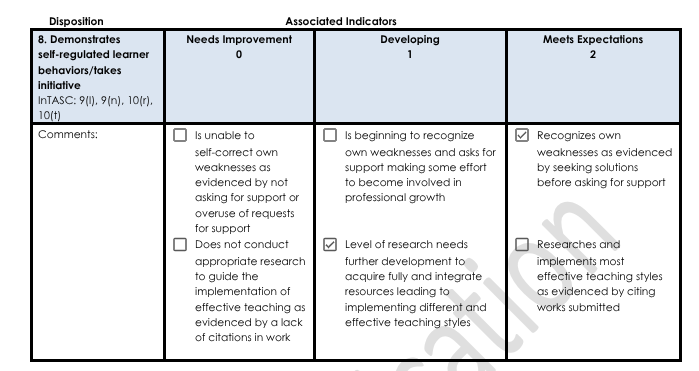 Disposition Associated Indicators
8. Demonstrates self-regulated learner behaviors/takes initiative
InTASC: 9(l), 9(n), 10(r), 10(t)
Needs Improvement
0
Developing
1
Meets Expectations
2
Comments:
Is unable to
self-correct own
weaknesses as
evidenced by not
asking for support or
overuse of requests
for support
Does not conduct
appropriate research
to guide the
implementation of
effective teaching as
evidenced by a lack
of citations in work
Is beginning to recognize
own weaknesses and asks for
support making some effort
to become involved in
professional growth
Level of research needs
further development to
acquire fully and integrate
resources leading to
implementing different and
effective teaching styles
Recognizes own
weaknesses as evidenced
by seeking solutions
before asking for support
Researches and
implements most
effective teaching styles
as evidenced by citing
works submitted